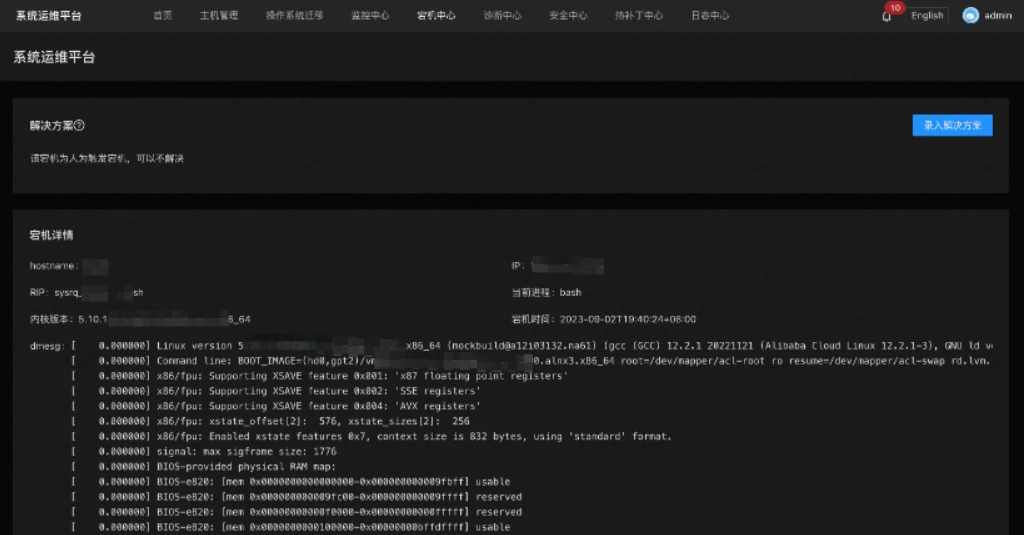 系统运维平台 首页 主机管理 操作系统迁移 监控中心 宕机中心 诊断中心 安全中心 热补丁中心 日志中心 10 English admin
系统运维平台
解决方案? 录入解决方案
该宕机为人为触发宕机，可以不解决
宕机详情
hostname: IP:
RIP: sysrq_ sh 当前进程: bash
内核版本: 5.10.1 6_64 宕机时间: 2023-09-02T19:40:24+08:00
dmesg: [ 0.000000] Linux version 5 x86_64 (mockbuild@a12i03132.na61) (gcc (GCC) 12.2.1 20221121 (Alibaba Cloud Linux 12.2.1-3), GNU ld ve
[ 0.000000] Command line: BOOT_IMAGE=(hd0,gpt2)/vm 0.alnx3.x86_64 root=/dev/mapper/acl-root ro resume=/dev/mapper/acl-swap rd.lvm.
[ 0.000000] x86/fpu: Supporting XSAVE feature 0x001: 'x87 floating point registers'
[ 0.000000] x86/fpu: Supporting XSAVE feature 0x002: 'SSE registers'
[ 0.000000] x86/fpu: Supporting XSAVE feature 0x004: 'AVX registers'
[ 0.000000] x86/fpu: xstate_offset[2]: 576, xstate_sizes[2]: 256
[ 0.000000] x86/fpu: Enabled xstate features 0x7, context size is 832 bytes, using 'standard' format.
[ 0.000000] signal: max sigframe size: 1776
[ 0.000000] BIOS-provided physical RAM map:
[ 0.000000] BIOS-e820: [mem 0x0000000000000000-0x000000000009fbff] usable
[ 0.000000] BIOS-e820: [mem 0x000000000009fc00-0x000000000009ffff] reserved
[ 0.000000] BIOS-e820: [mem 0x00000000000f0000-0x00000000000fffff] reserved
[ 0.000000] BIOS-e820: [mem 0x0000000000100000-0x00000000bffdffff] usable